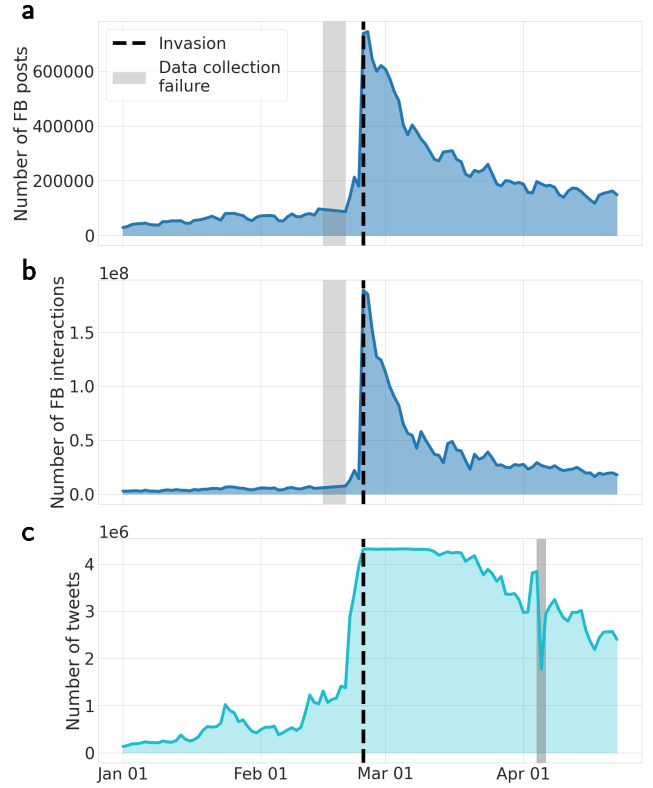 a
Number of FB posts
600000
400000
200000
0
Invasion
Data collection
failure
b
1e8
Number of FB interactions
1.5
1.0
0.5
0.0
c
1e6
Number of tweets
4
3
2
1
0
Jan 01
Feb 01
Mar 01
Apr 01